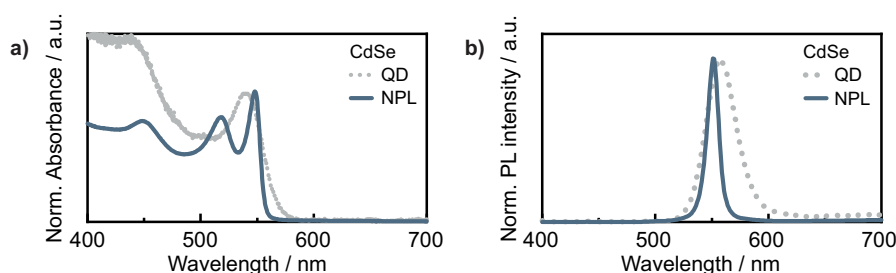 a)
Norm. Absorbance / a.u.
CdSe
QD
NPL
400
500
600
700
Wavelength / nm
b)
Norm. PL intensity / a.u.
CdSe
QD
NPL
400
500
600
700
Wavelength / nm